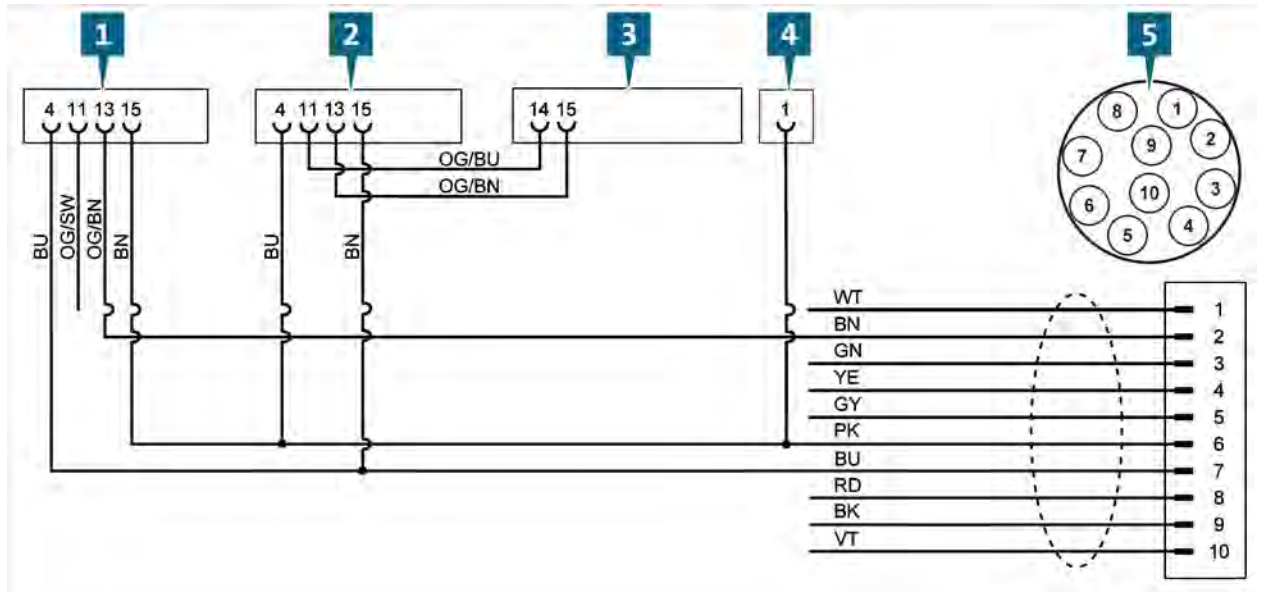 1 2 3 4 5
4 11 13 15 4 11 13 15 14 15 1
8 1
9 2
7
10 3
6
5 4
OG/BU
OG/BN
BU OG/SW OG/BN BN BU BN
WT 1
BN 2
GN 3
YE 4
GY 5
PK 6
BU 7
RD 8
BK 9
VT 10